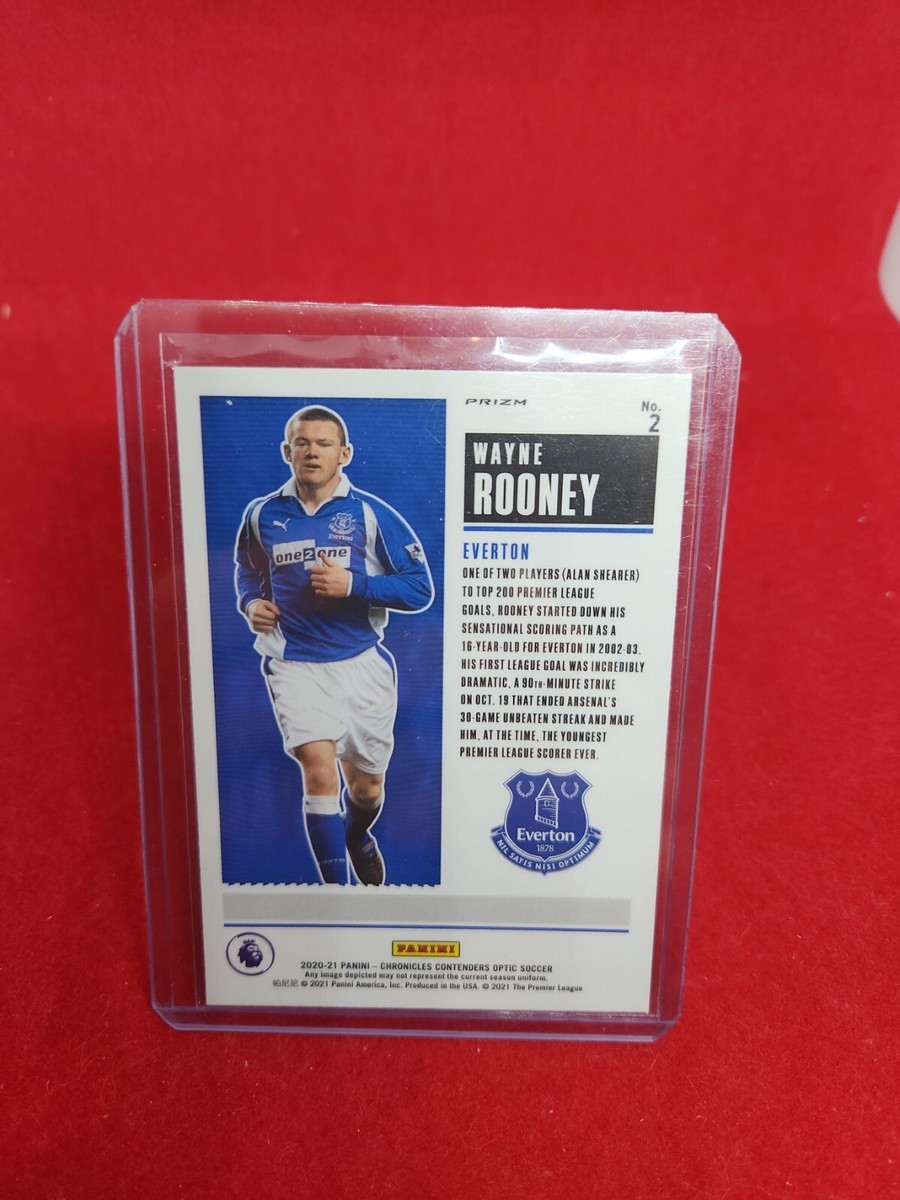 PRIZM
No.
2
WAYNE
ROONEY
EVERTON
ONE OF TWO PLAYERS (ALAN SHEARER)
TO TOP 200 PREMIER LEAGUE
GOALS, ROONEY STARTED DOWN HIS
SENSATIONAL SCORING PATH AS A
16-YEAR-OLD FOR EVERTON IN 2002-03.
HIS FIRST LEAGUE GOAL WAS INCREDIBLY
DRAMATIC, A 90TH-MINUTE STRIKE
ON OCT. 19 THAT ENDED ARSENAL'S
30-GAME UNBEATEN STREAK AND MADE
HIM, AT THE TIME, THE YOUNGEST
PREMIER LEAGUE SCORER EVER.
Everton
one2one
Everton
1878
NIL SATIS NISI OPTIMUM
PANINI
2020-21 PANINI – CHRONICLES CONTENDERS OPTIC SOCCER
Any image depicted may not represent the current season uniform.
帕尼尼 © 2021 Panini America, Inc. Produced in the USA. © 2021 The Premier League